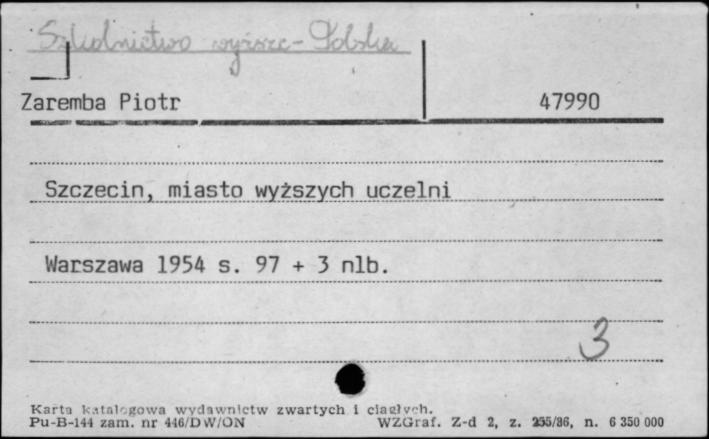 Szkolnictwo wyższe - Polska
Zaremba Piotr 47990
Szczecin, miasto wyższych uczelni
Warszawa 1954 s. 97 + 3 nlb.
3
Karta katalogowa wydawnictw zwartych i ciągłych.
Pu-B-144 zam. nr 446/DW/ON WZGraf. Z-d 2, z. 255/86, n. 6 350 000